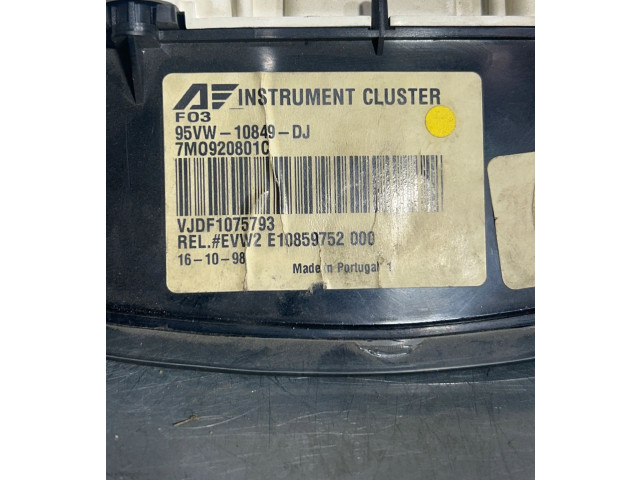 AF INSTRUMENT CLUSTER
F03
95VW-10849-DJ
7M0920801C
VJDF1075793
REL.#EVW2 E10859752 000
16-10-98 Made in Portugal 1